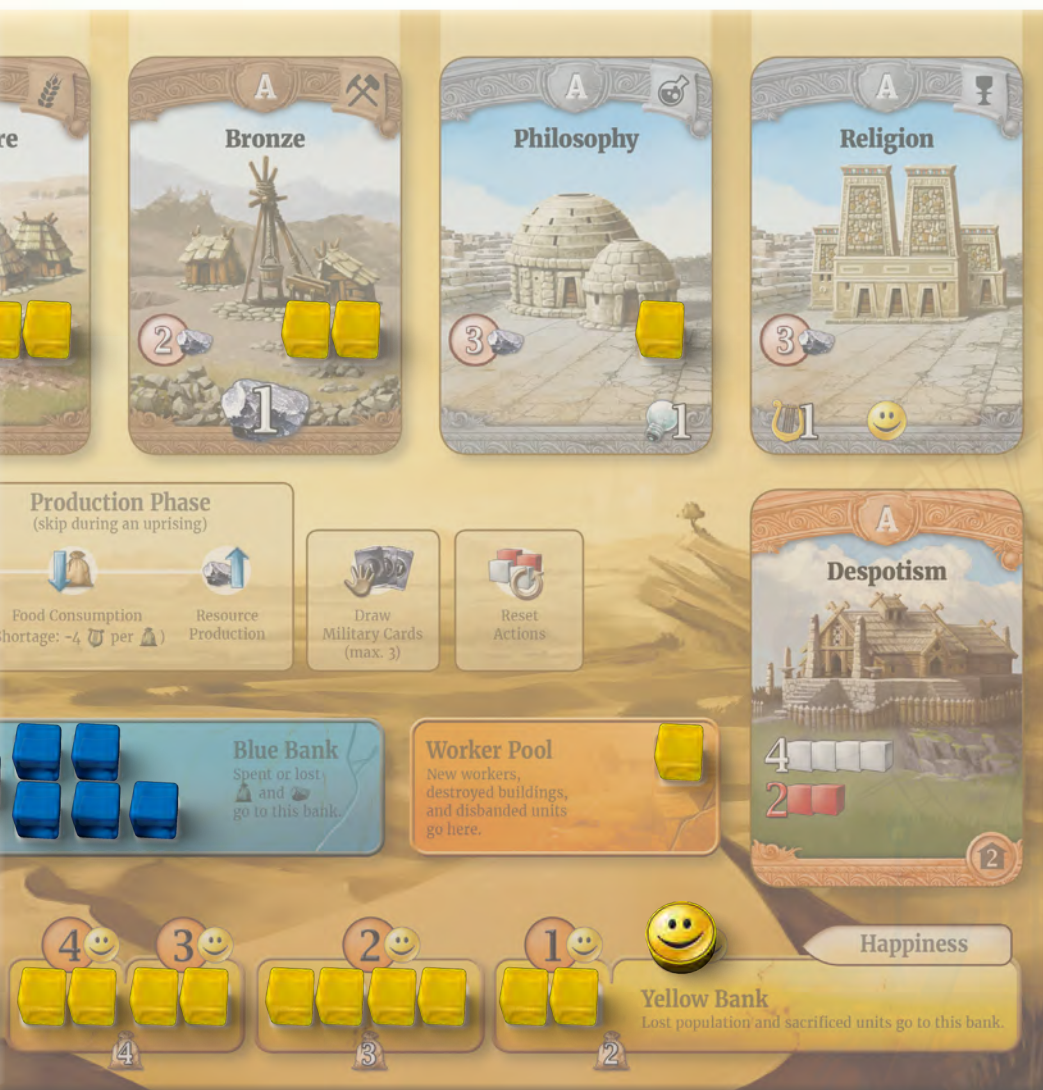 A
A
A
re
Bronze
Philosophy
Religion
2
3
3
1
1
1
Production Phase
(skip during an uprising)
Food Consumption
Resource
Production
Shortage: -4 per )
Draw
Military Cards
(max. 3)
Reset
Actions
A
Despotism
4
2
2
Blue Bank
Spent or lost
and
go to this bank.
Worker Pool
New workers,
destroyed buildings,
and disbanded units
go here.
4
3
2
1
Happiness
Yellow Bank
Lost population and sacrificed units go to this bank.
4
3
2